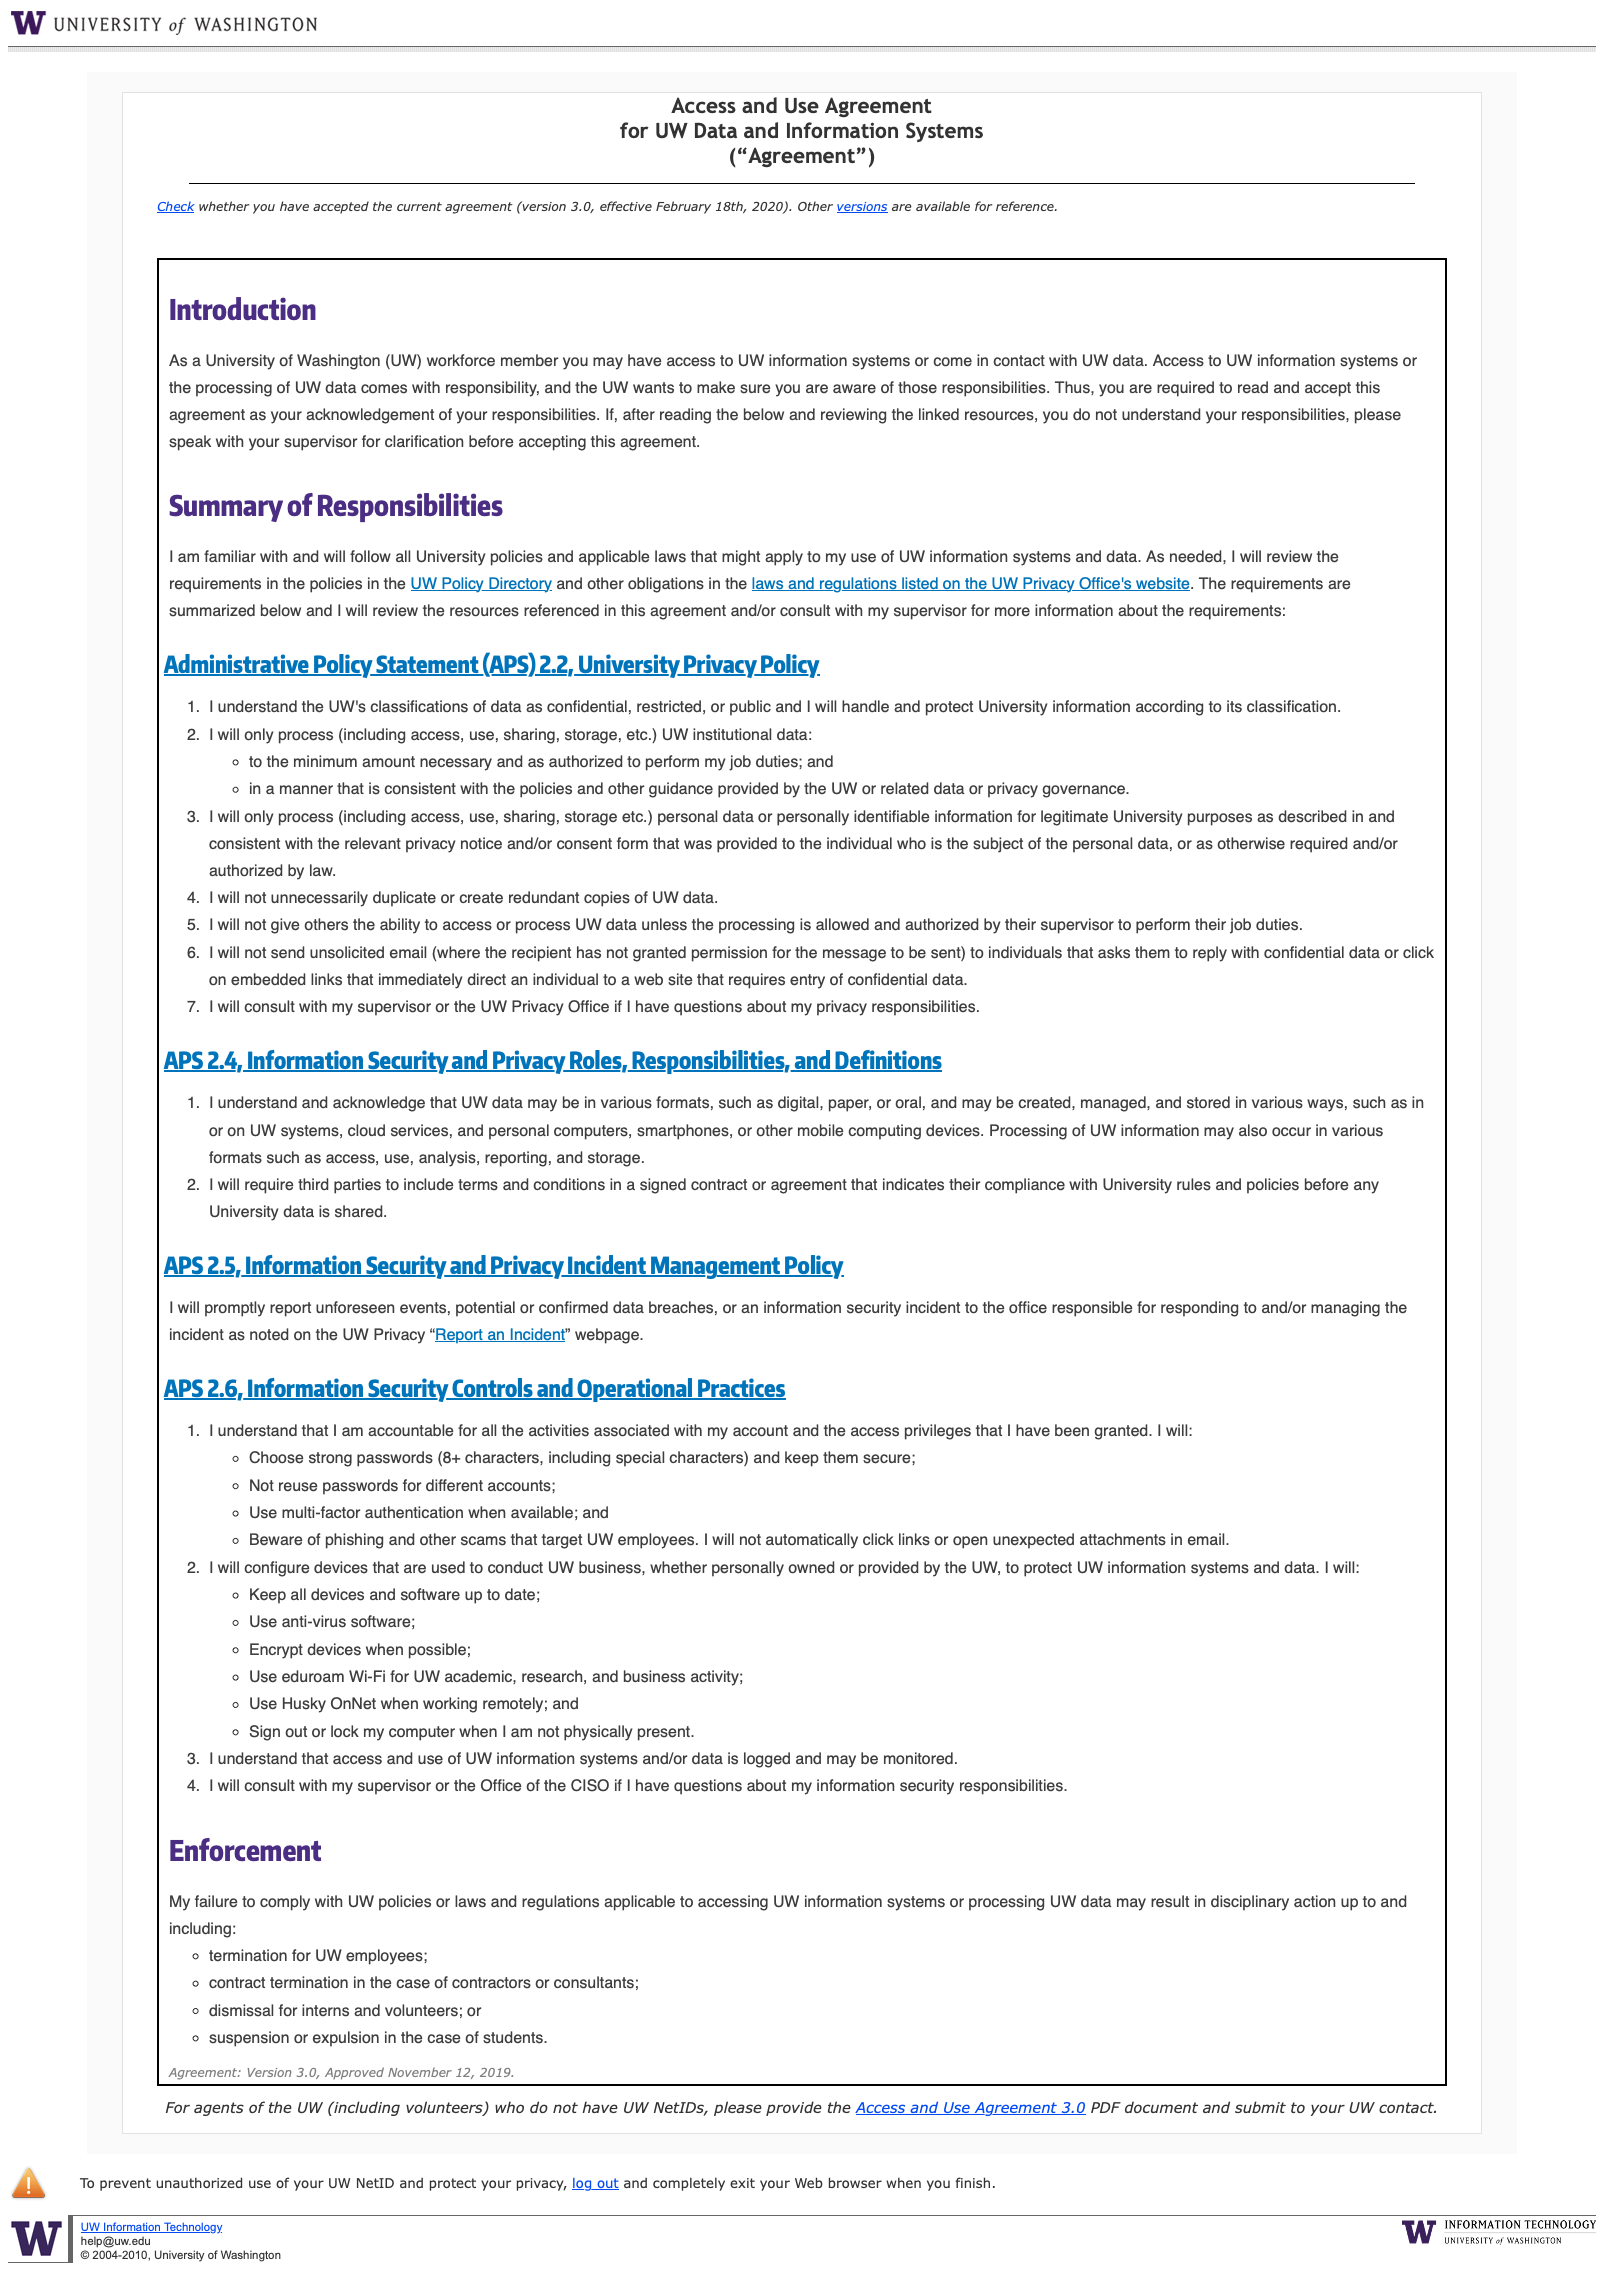 W UNIVERSITY of WASHINGTON
Access and Use Agreement
for UW Data and Information Systems
(“Agreement”)
Check whether you have accepted the current agreement (version 3.0, effective February 18th, 2020). Other versions are available for reference.
Introduction
As a University of Washington (UW) workforce member you may have access to UW information systems or come in contact with UW data. Access to UW information systems or
the processing of UW data comes with responsibility, and the UW wants to make sure you are aware of those responsibilities. Thus, you are required to read and accept this
agreement as your acknowledgement of your responsibilities. If, after reading the below and reviewing the linked resources, you do not understand your responsibilities, please
speak with your supervisor for clarification before accepting this agreement.
Summary of Responsibilities
I am familiar with and will follow all University policies and applicable laws that might apply to my use of UW information systems and data. As needed, I will review the
requirements in the policies in the UW Policy Directory and other obligations in the laws and regulations listed on the UW Privacy Office's website. The requirements are
summarized below and I will review the resources referenced in this agreement and/or consult with my supervisor for more information about the requirements:
Administrative Policy Statement (APS) 2.2, University Privacy Policy
1. I understand the UW's classifications of data as confidential, restricted, or public and I will handle and protect University information according to its classification.
2. I will only process (including access, use, sharing, storage, etc.) UW institutional data:
◦ to the minimum amount necessary and as authorized to perform my job duties; and
◦ in a manner that is consistent with the policies and other guidance provided by the UW or related data or privacy governance.
3. I will only process (including access, use, sharing, storage etc.) personal data or personally identifiable information for legitimate University purposes as described in and
consistent with the relevant privacy notice and/or consent form that was provided to the individual who is the subject of the personal data, or as otherwise required and/or
authorized by law.
4. I will not unnecessarily duplicate or create redundant copies of UW data.
5. I will not give others the ability to access or process UW data unless the processing is allowed and authorized by their supervisor to perform their job duties.
6. I will not send unsolicited email (where the recipient has not granted permission for the message to be sent) to individuals that asks them to reply with confidential data or click
on embedded links that immediately direct an individual to a web site that requires entry of confidential data.
7. I will consult with my supervisor or the UW Privacy Office if I have questions about my privacy responsibilities.
APS 2.4, Information Security and Privacy Roles, Responsibilities, and Definitions
1. I understand and acknowledge that UW data may be in various formats, such as digital, paper, or oral, and may be created, managed, and stored in various ways, such as in
or on UW systems, cloud services, and personal computers, smartphones, or other mobile computing devices. Processing of UW information may also occur in various
formats such as access, use, analysis, reporting, and storage.
2. I will require third parties to include terms and conditions in a signed contract or agreement that indicates their compliance with University rules and policies before any
University data is shared.
APS 2.5, Information Security and Privacy Incident Management Policy
I will promptly report unforeseen events, potential or confirmed data breaches, or an information security incident to the office responsible for responding to and/or managing the
incident as noted on the UW Privacy “Report an Incident” webpage.
APS 2.6, Information Security Controls and Operational Practices
1. I understand that I am accountable for all the activities associated with my account and the access privileges that I have been granted. I will:
◦ Choose strong passwords (8+ characters, including special characters) and keep them secure;
◦ Not reuse passwords for different accounts;
◦ Use multi-factor authentication when available; and
◦ Beware of phishing and other scams that target UW employees. I will not automatically click links or open unexpected attachments in email.
2. I will configure devices that are used to conduct UW business, whether personally owned or provided by the UW, to protect UW information systems and data. I will:
◦ Keep all devices and software up to date;
◦ Use anti-virus software;
◦ Encrypt devices when possible;
◦ Use eduroam Wi-Fi for UW academic, research, and business activity;
◦ Use Husky OnNet when working remotely; and
◦ Sign out or lock my computer when I am not physically present.
3. I understand that access and use of UW information systems and/or data is logged and may be monitored.
4. I will consult with my supervisor or the Office of the CISO if I have questions about my information security responsibilities.
Enforcement
My failure to comply with UW policies or laws and regulations applicable to accessing UW information systems or processing UW data may result in disciplinary action up to and
including:
◦ termination for UW employees;
◦ contract termination in the case of contractors or consultants;
◦ dismissal for interns and volunteers; or
◦ suspension or expulsion in the case of students.
Agreement: Version 3.0, Approved November 12, 2019.
For agents of the UW (including volunteers) who do not have UW NetIDs, please provide the Access and Use Agreement 3.0 PDF document and submit to your UW contact.
To prevent unauthorized use of your UW NetID and protect your privacy, log out and completely exit your Web browser when you finish.
W
UW Information Technology
help@uw.edu
© 2004-2010, University of Washington
W INFORMATION TECHNOLOGY
UNIVERSITY of WASHINGTON